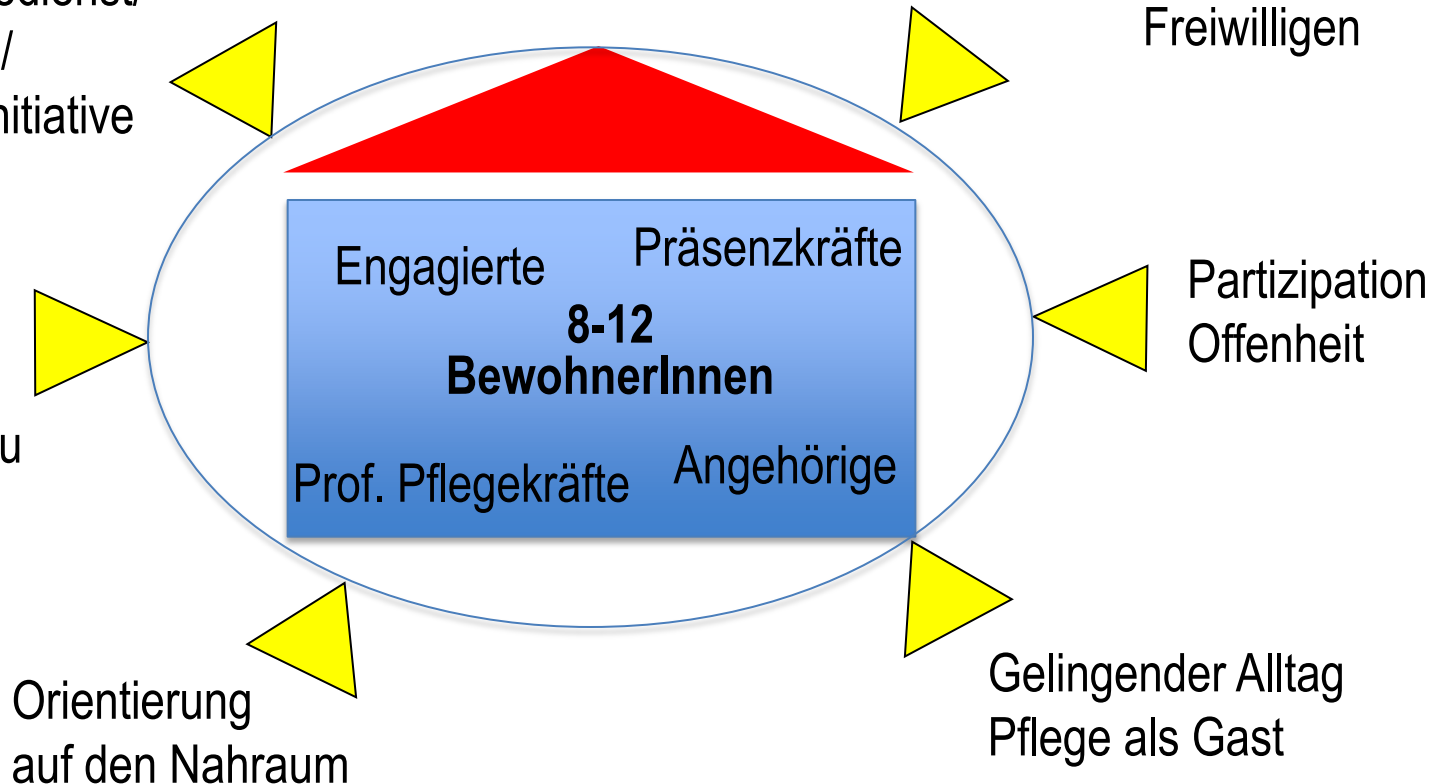 /
Freiwilligen
Engagierte
Präsenzkräfte
8-12
BewohnerInnen
Prof. Pflegekräfte
Angehörige
Partizipation
Offenheit
Orientierung
auf den Nahraum
Gelingender Alltag
Pflege als Gast